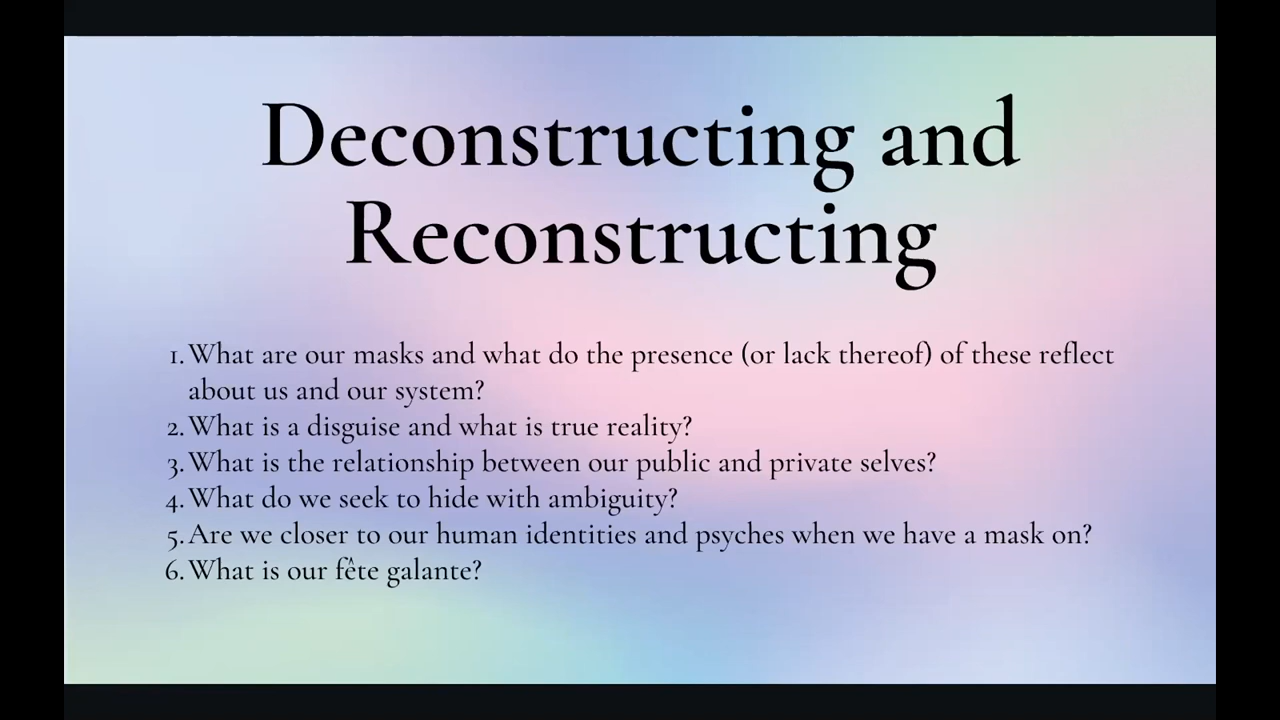 Deconstructing and
Reconstructing
1. What are our masks and what do the presence (or lack thereof) of these reflect
about us and our system?
2. What is a disguise and what is true reality?
3. What is the relationship between our public and private selves?
4. What do we seek to hide with ambiguity?
5. Are we closer to our human identities and psyches when we have a mask on?
6. What is our fête galante?